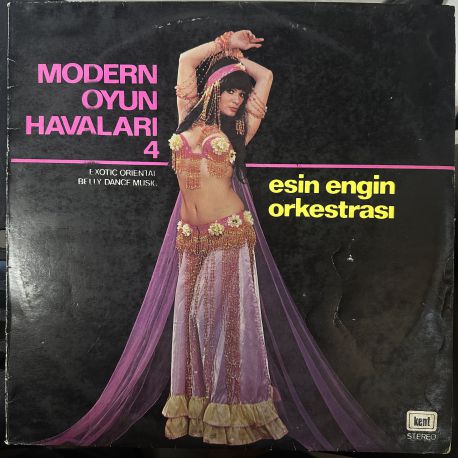 MODERN
OYUN
HAVALARI
4
EXOTIC ORIENTAL
BELLY DANCE MUSIC
esin engin
orkestrası
kent
STEREO